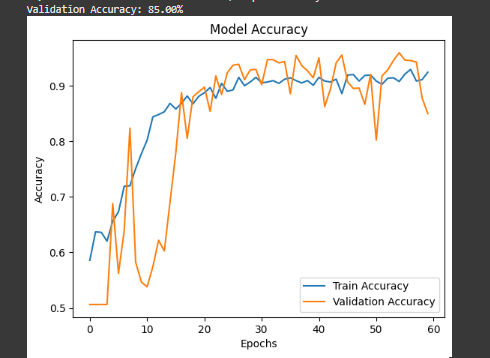 Validation Accuracy: 85.00%
Model Accuracy
Accuracy
0.9
0.8
0.7
0.6
0.5
Train Accuracy
Validation Accuracy
0 10 20 30 40 50 60
Epochs